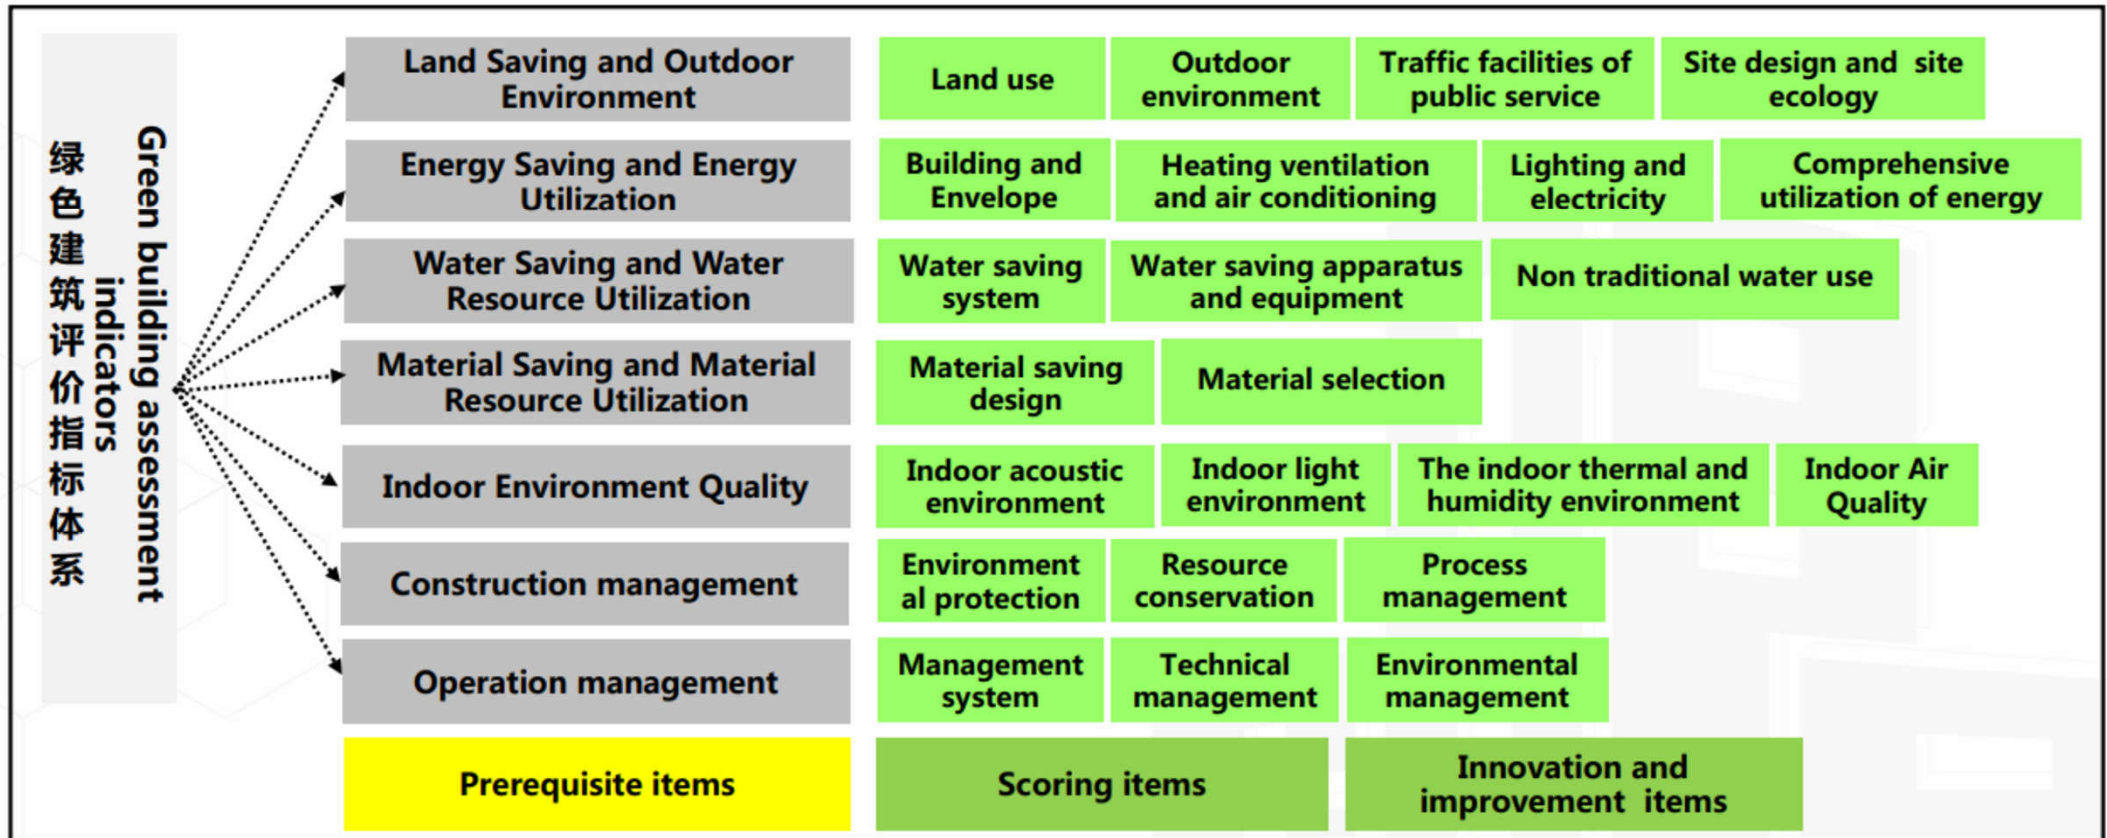 绿色建筑评价指标体系
Green building assessment
indicators
Land Saving and Outdoor
Environment
Land use
Outdoor
environment
Traffic facilities of
public service
Site design and site
ecology
Energy Saving and Energy
Utilization
Building and
Envelope
Heating ventilation
and air conditioning
Lighting and
electricity
Comprehensive
utilization of energy
Water Saving and Water
Resource Utilization
Water saving
system
Water saving apparatus
and equipment
Non traditional water use
Material Saving and Material
Resource Utilization
Material saving
design
Material selection
Indoor Environment Quality
Indoor acoustic
environment
Indoor light
environment
The indoor thermal and
humidity environment
Indoor Air
Quality
Construction management
Environment
al protection
Resource
conservation
Process
management
Operation management
Management
system
Technical
management
Environmental
management
Prerequisite items
Scoring items
Innovation and
improvement items